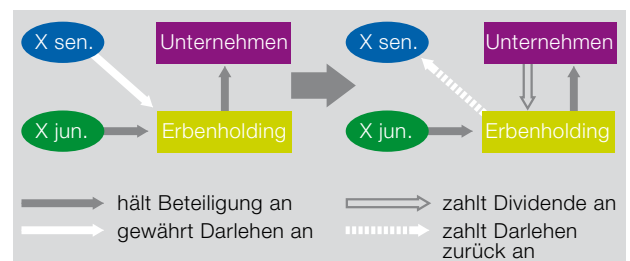 X sen.
Unternehmen
X sen.
Unternehmen
X jun.
Erbenholding
X jun.
Erbenholding
hält Beteiligung an
zahlt Dividende an
gewährt Darlehen an
zahlt Darlehen
zurück an